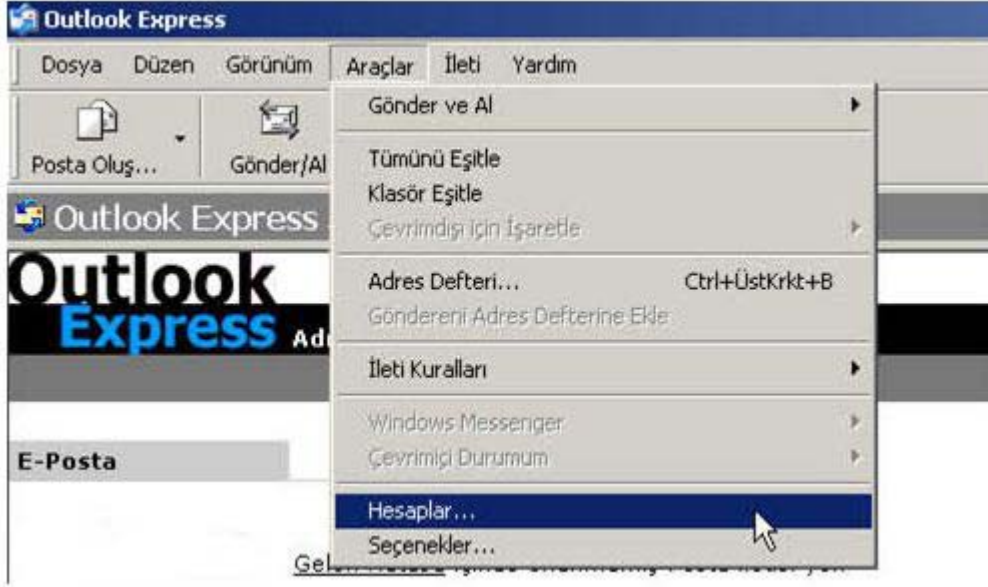 Outlook Express
Dosya Düzen Görünüm Araçlar İleti Yardım
Posta Oluş... Gönder/Al
Outlook Express
Outlook
Express
Gönder ve Al
Tümünü Eşitle
Klasör Eşitle
Çevrimdışı için İşaretle
Adres Defteri... Ctrl+ÜstKrkt+B
Göndereni Adres Defterine Ekle
İleti Kuralları
Windows Messenger
Çevrimiçi Durumum
Hesaplar...
Seçenekler...
E-Posta